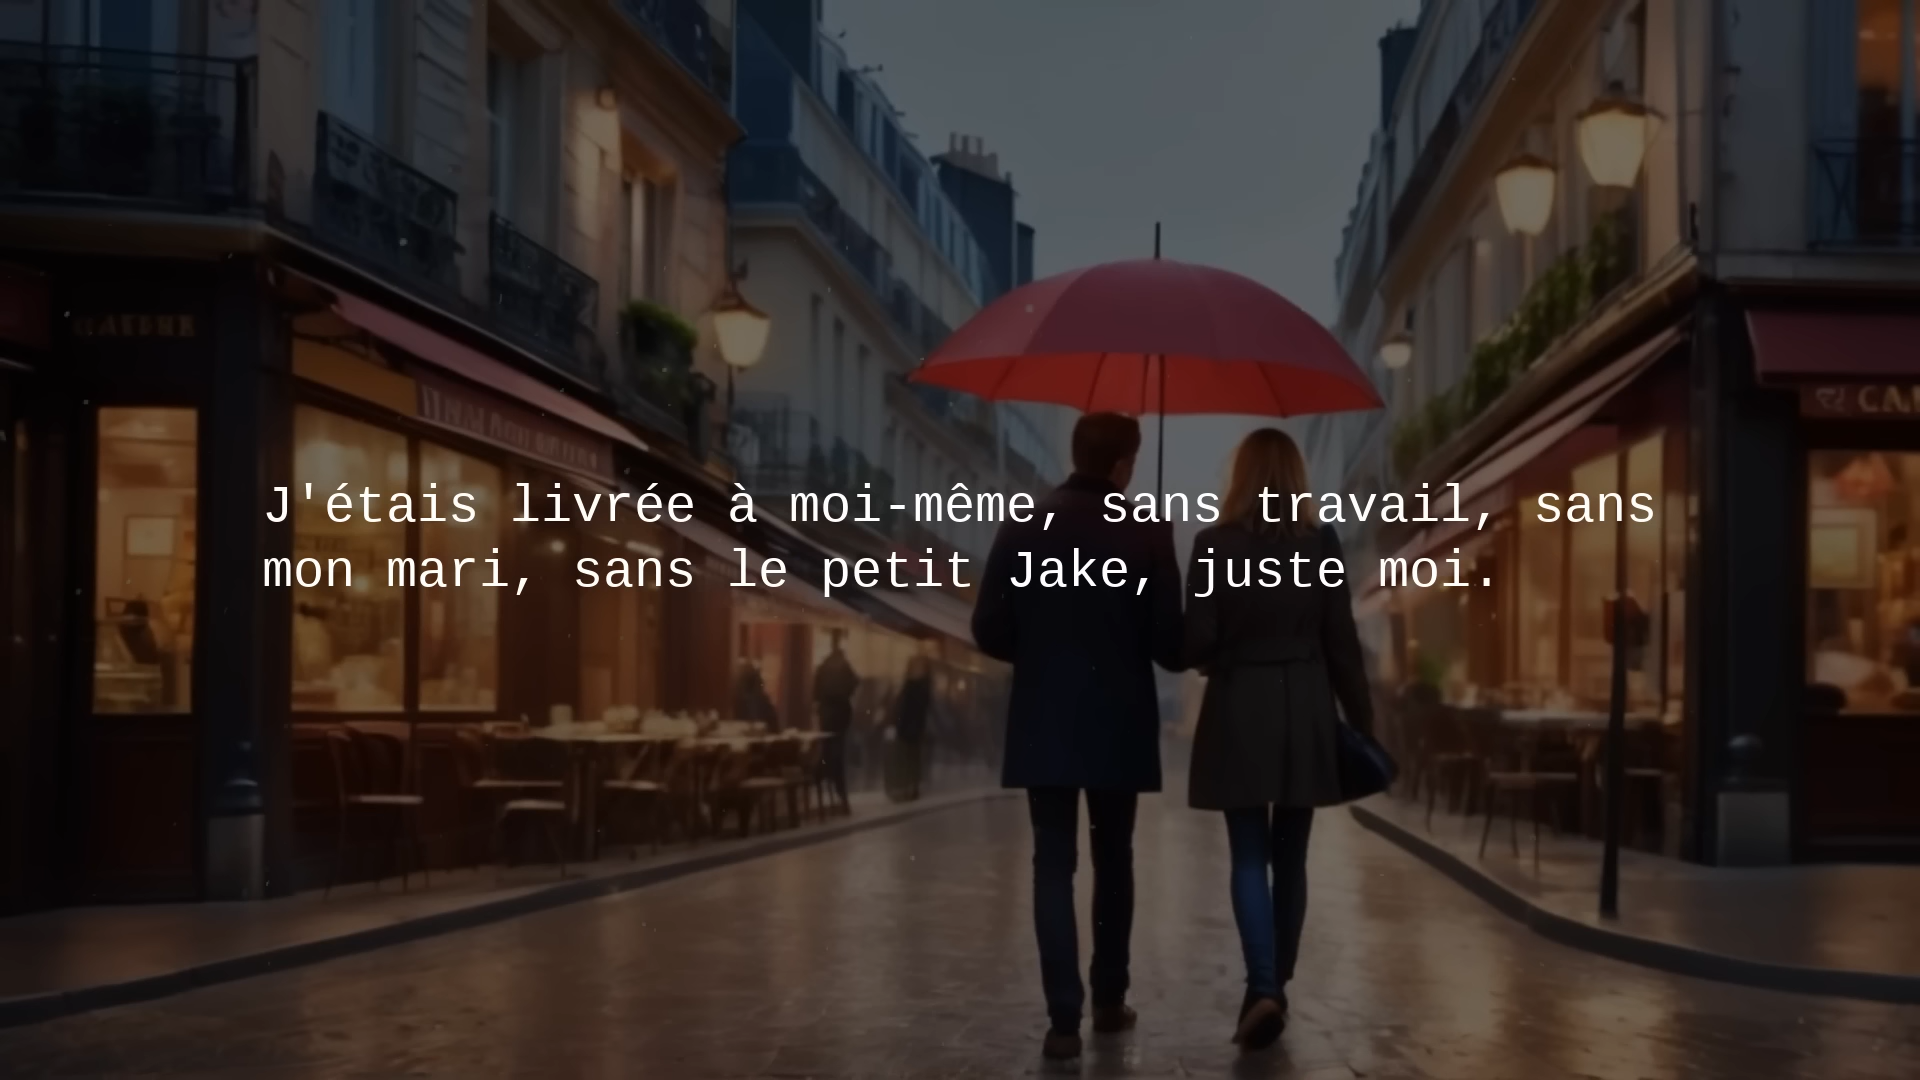 J'étais livrée à moi-même, sans travail, sans
mon mari, sans le petit Jake, juste moi.